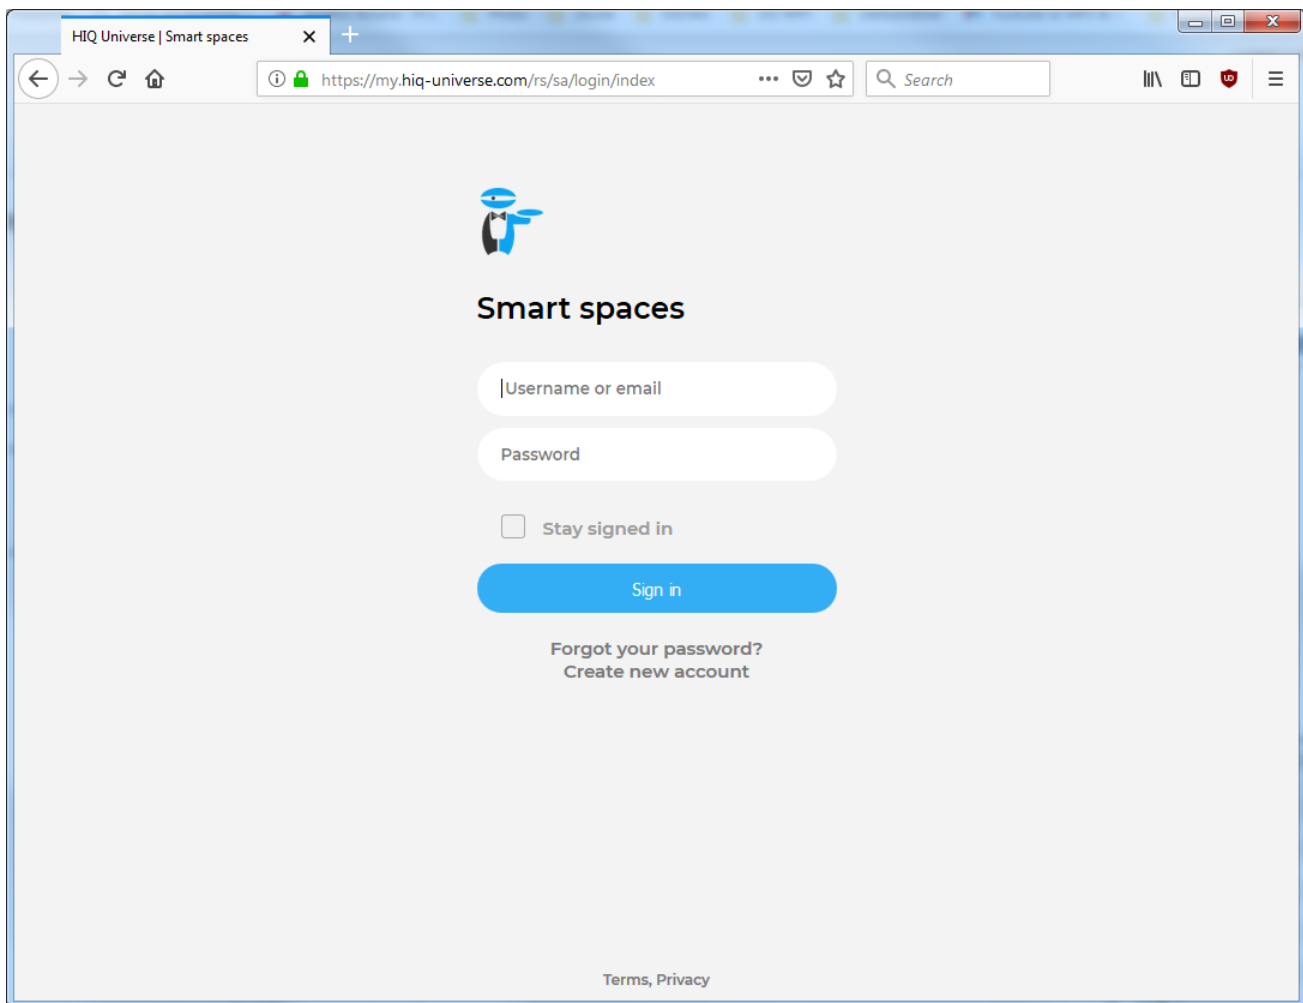 HIQ Universe | Smart spaces
https://my.hiq-universe.com/rs/sa/login/index
Search
Smart spaces
Username or email
Password
Stay signed in
Sign in
Forgot your password?
Create new account
Terms, Privacy